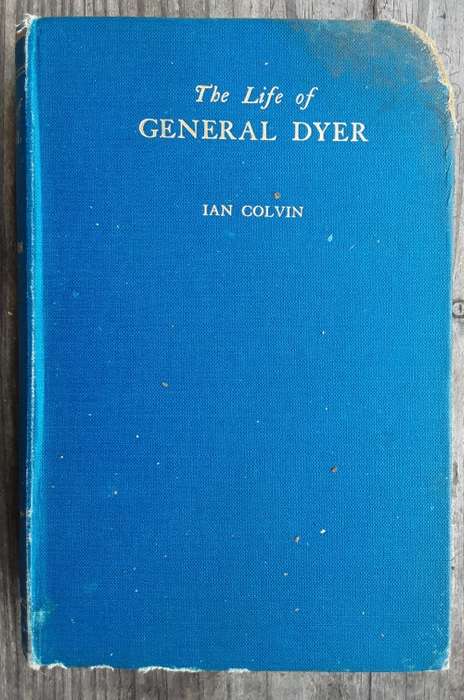 The Life of
GENERAL DYER
IAN COLVIN